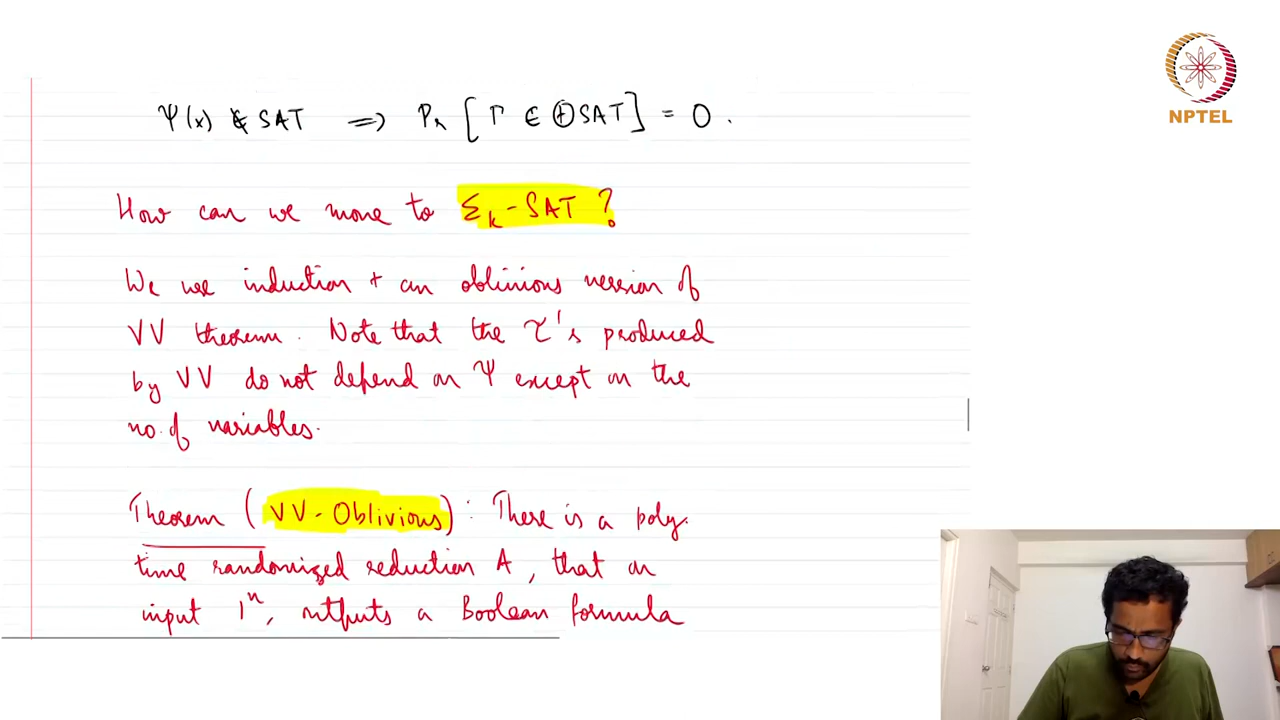 NPTEL
Ψ(x) ∉ SAT ⟹ Pr [Γ ∈ ⊕SAT] = 0.
How can we move to Σk-SAT?
We use induction + an oblivious version of
VV theorem. Note that the τ's produced
by VV do not depend on Ψ except on the
no. of variables.
Theorem (VV-Oblivious): There is a poly.
time randomized reduction A, that on
input 1ⁿ, outputs a Boolean formula